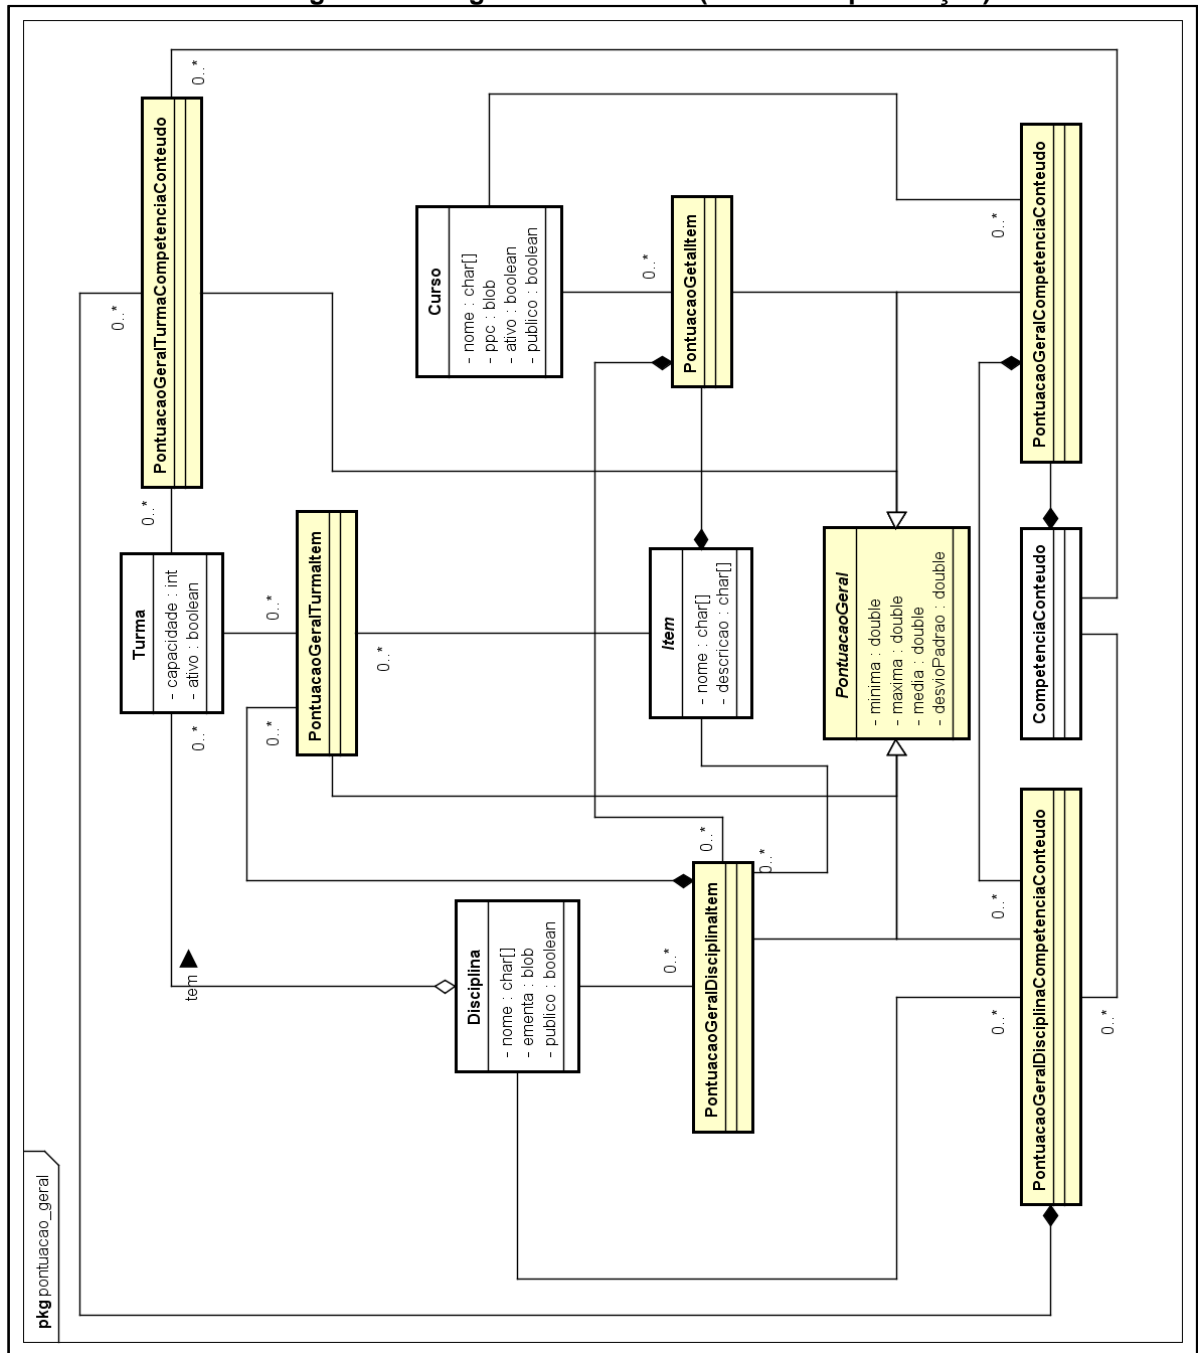 pkg pontuacao_geral
PontuacaoGeralTurmaCompetenciaConteudo
0..*
0..*
0..*
Turma
- capacidade : int
- ativo : boolean
0..*
0..*
tem
PontuacaoGeralTurmaItem
0..*
0..*
Curso
- nome : char[]
- ppc : blob
- ativo : boolean
- publico : boolean
Disciplina
- nome : char[]
- ementa : blob
- publico : boolean
PontuacaoGetalItem
0..*
Item
- nome : char[]
- descricao : char[]
PontuacaoGeralDisciplinaItem
0..*
0..*
0..*
PontuacaoGeral
- minima : double
- maxima : double
- media : double
- desvioPadrao : double
PontuacaoGeralCompetenciaConteudo
0..*
CompetenciaConteudo
PontuacaoGeralDisciplinaCompetenciaConteudo
0..*
0..*
0..*